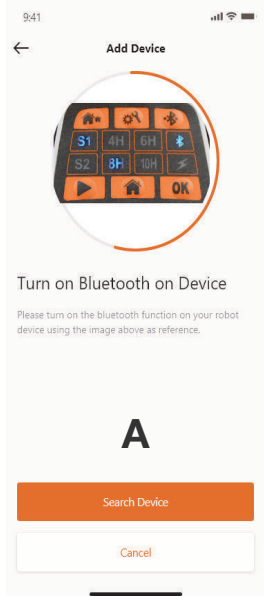 9:41
Add Device
S1 4H 6H
S2 8H 10H
OK
Turn on Bluetooth on Device
Please turn on the bluetooth function on your robot
device using the image above as reference.
A
Search Device
Cancel